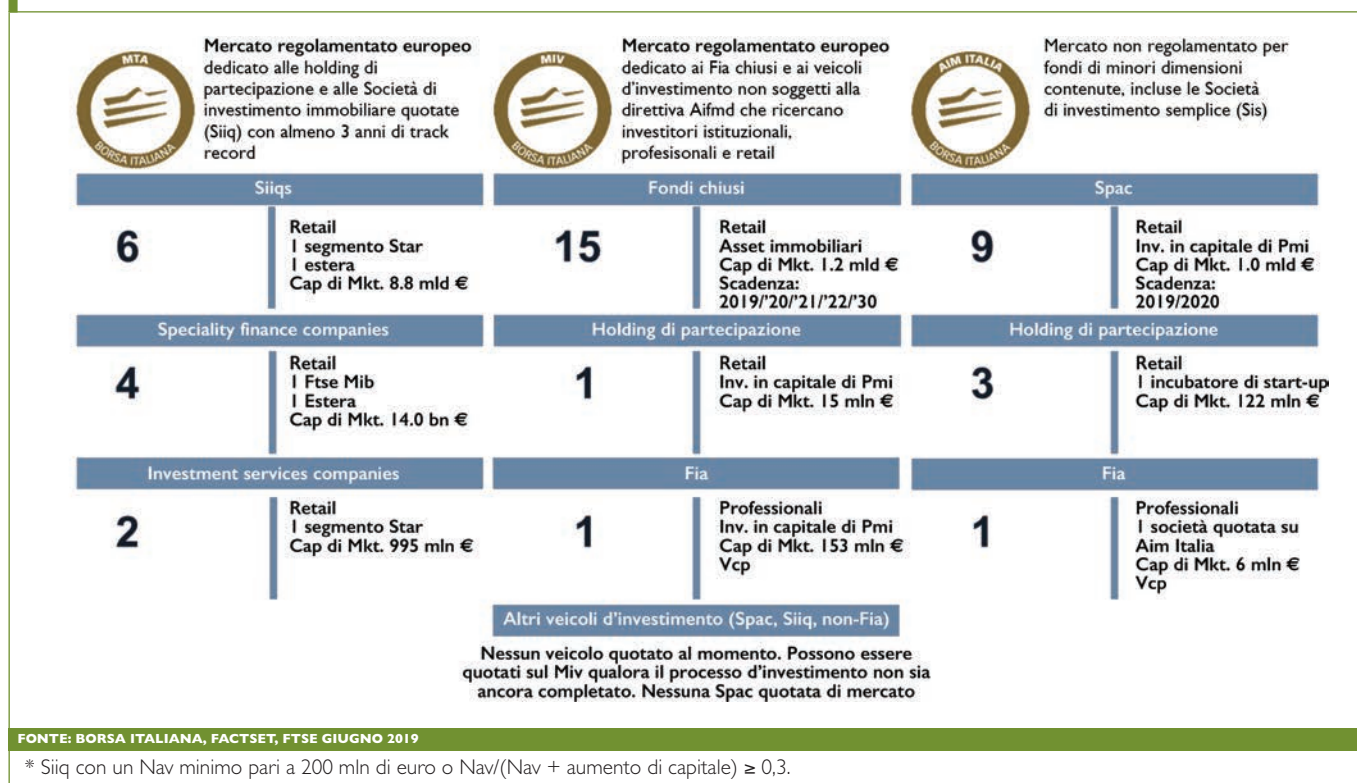 MTA
BORSA ITALIANA
Mercato regolamentato europeo
dedicato alle holding di
partecipazione e alle Società di
investimento immobiliare quotate
(Siiq) con almeno 3 anni di track
record
MIV
BORSA ITALIANA
Mercato regolamentato europeo
dedicato ai Fia chiusi e ai veicoli
d'investimento non soggetti alla
direttiva Aifmd che ricercano
investitori istituzionali,
profesisonali e retail
AIM ITALIA
BORSA ITALIANA
Mercato non regolamentato per
fondi di minori dimensioni
contenute, incluse le Società
di investimento semplice (Sis)
Siiqs
6
Retail
1 segmento Star
1 estera
Cap di Mkt. 8.8 mld €
Fondi chiusi
15
Retail
Asset immobiliari
Cap di Mkt. 1.2 mld €
Scadenza:
2019/'20/'21/'22/'30
Spac
9
Retail
Inv. in capitale di Pmi
Cap di Mkt. 1.0 mld €
Scadenza:
2019/2020
Speciality finance companies
4
Retail
1 Ftse Mib
1 Estera
Cap di Mkt. 14.0 bn €
Holding di partecipazione
1
Retail
Inv. in capitale di Pmi
Cap di Mkt. 15 mln €
Holding di partecipazione
3
Retail
1 incubatore di start-up
Cap di Mkt. 122 mln €
Investment services companies
2
Retail
1 segmento Star
Cap di Mkt. 995 mln €
Fia
1
Professionali
Inv. in capitale di Pmi
Cap di Mkt. 153 mln €
Vcp
Fia
1
Professionali
1 società quotata su
Aim Italia
Cap di Mkt. 6 mln €
Vcp
Altri veicoli d'investimento (Spac, Siiq, non-Fia)
Nessun veicolo quotato al momento. Possono essere
quotati sul Miv qualora il processo d'investimento non sia
ancora completato. Nessuna Spac quotata di mercato
FONTE: BORSA ITALIANA, FACTSET, FTSE GIUGNO 2019
* Siiq con un Nav minimo pari a 200 mln di euro o Nav/(Nav + aumento di capitale) ≥ 0,3.